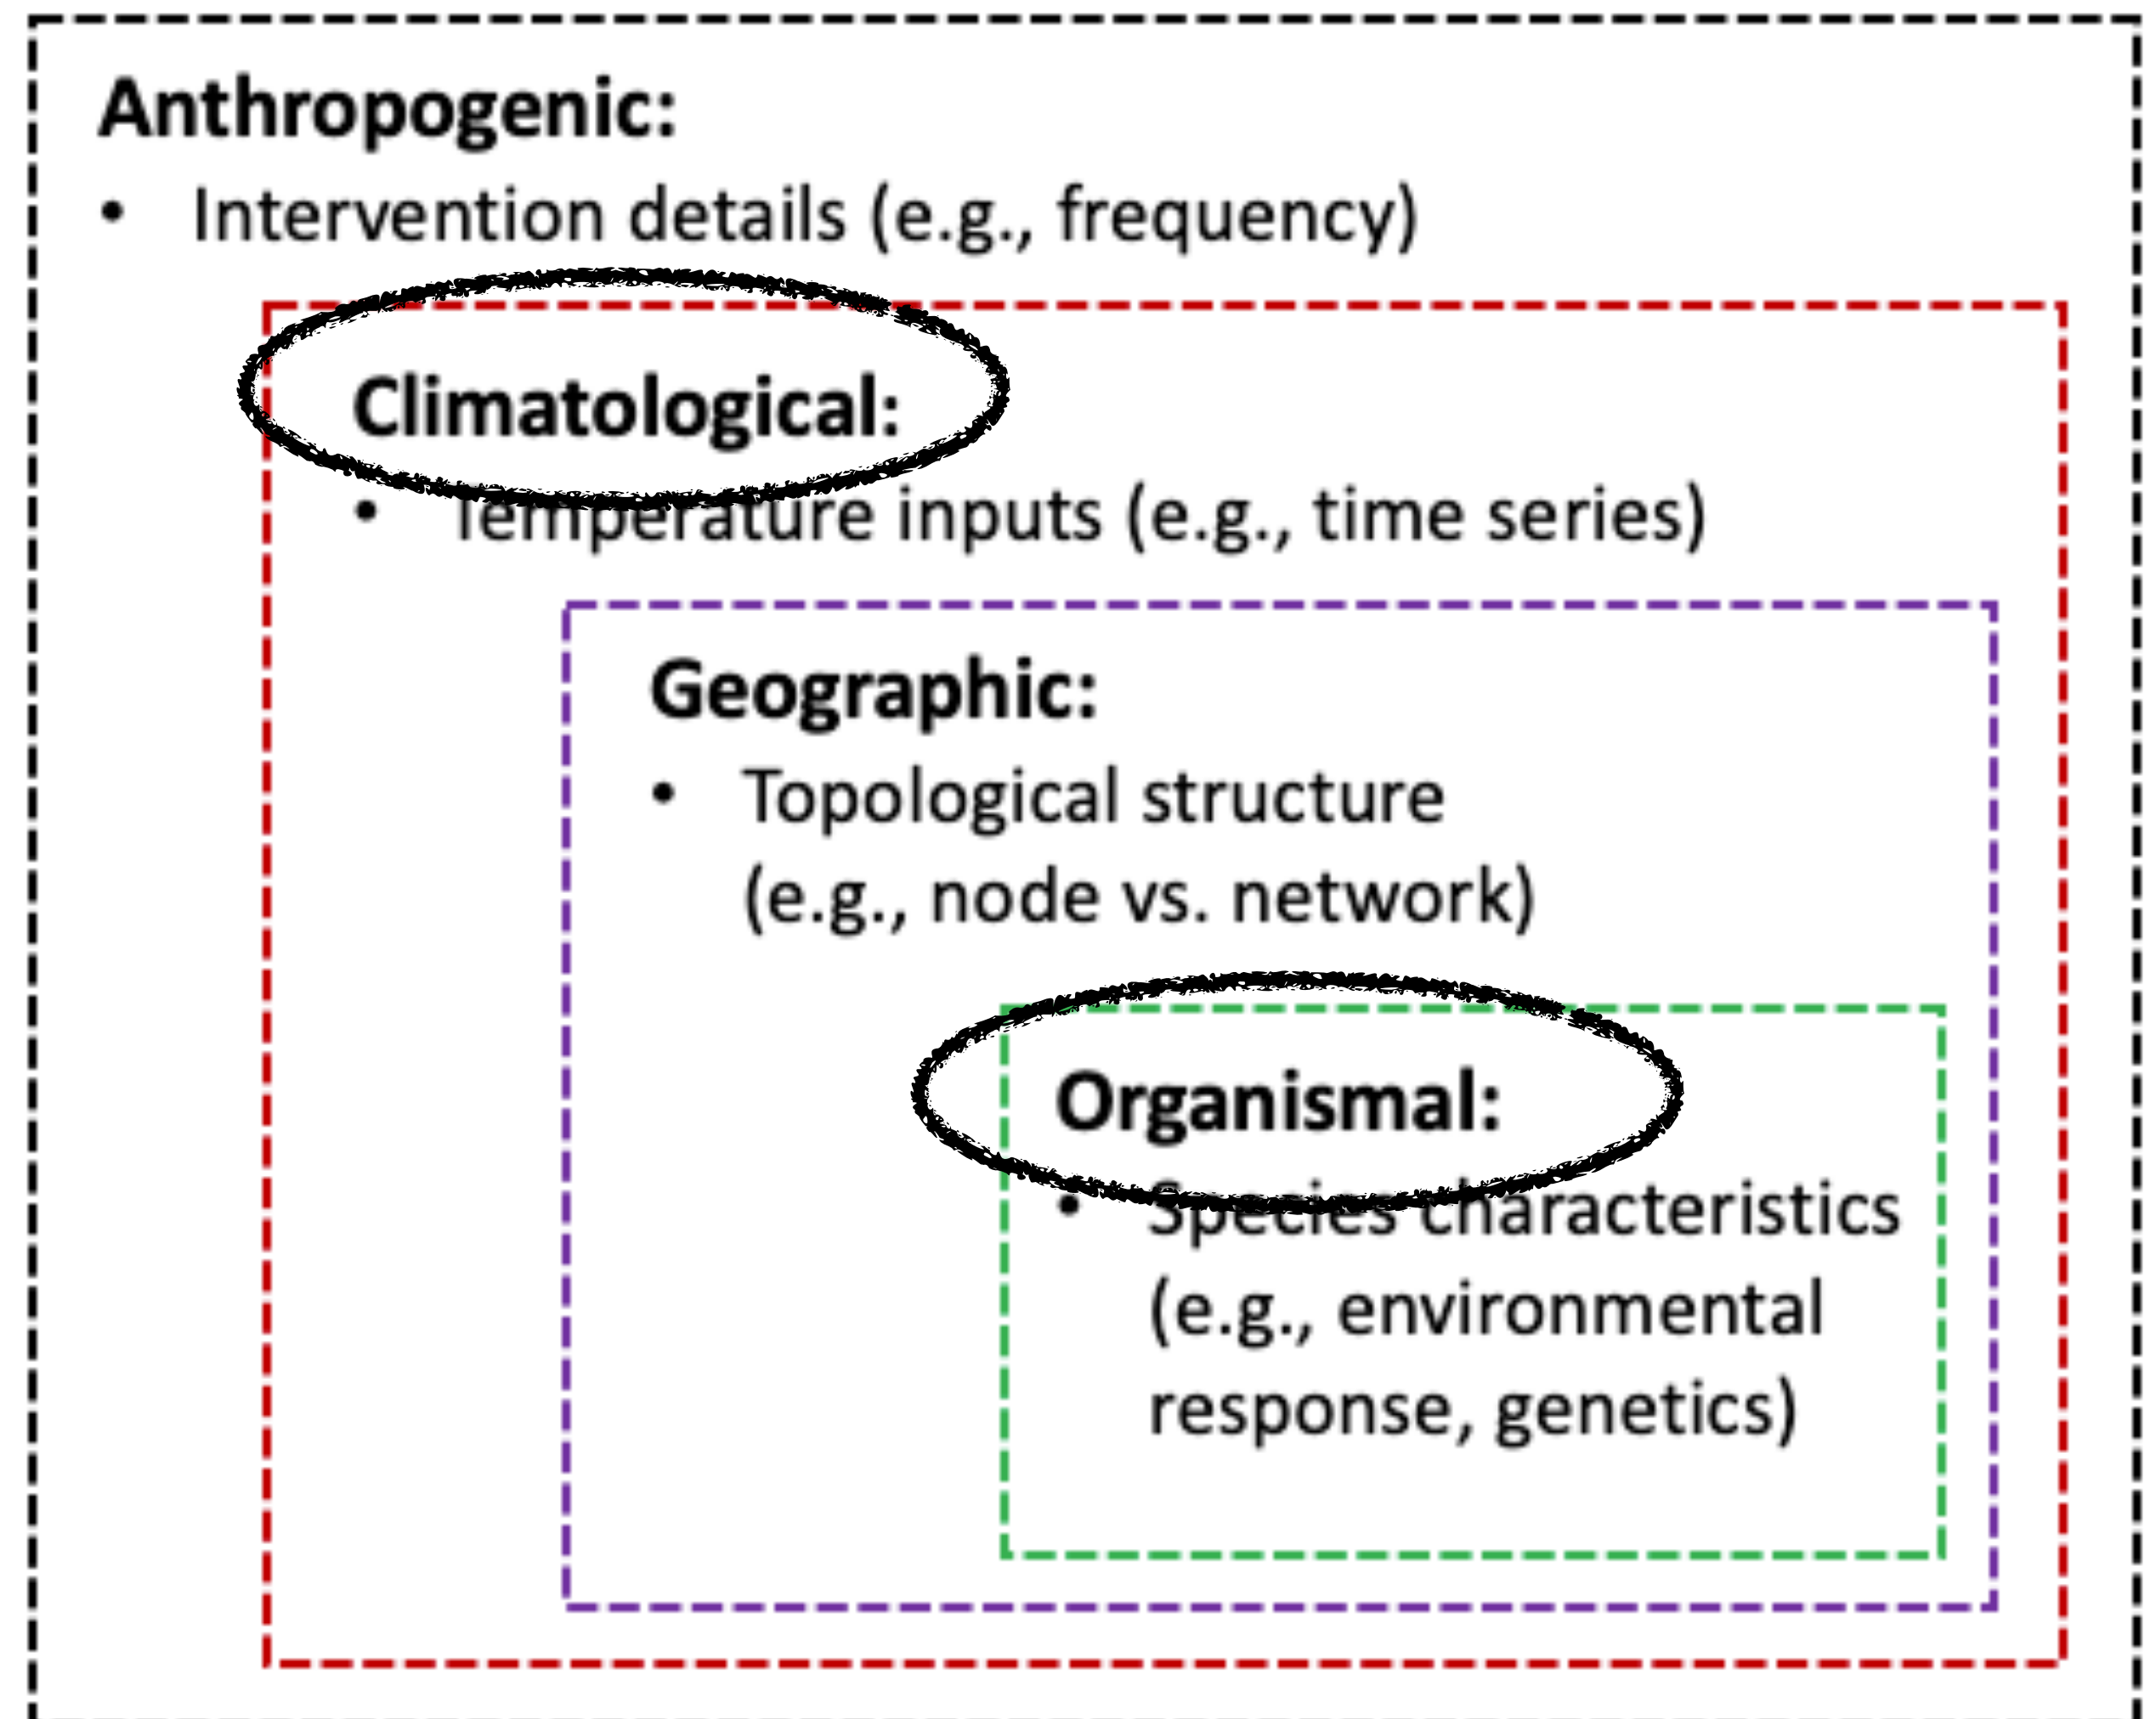 Anthropogenic:
• Intervention details (e.g., frequency)
Climatological:
• Temperature inputs (e.g., time series)
Geographic:
• Topological structure
(e.g., node vs. network)
Organismal:
• Species characteristics
(e.g., environmental
response, genetics)